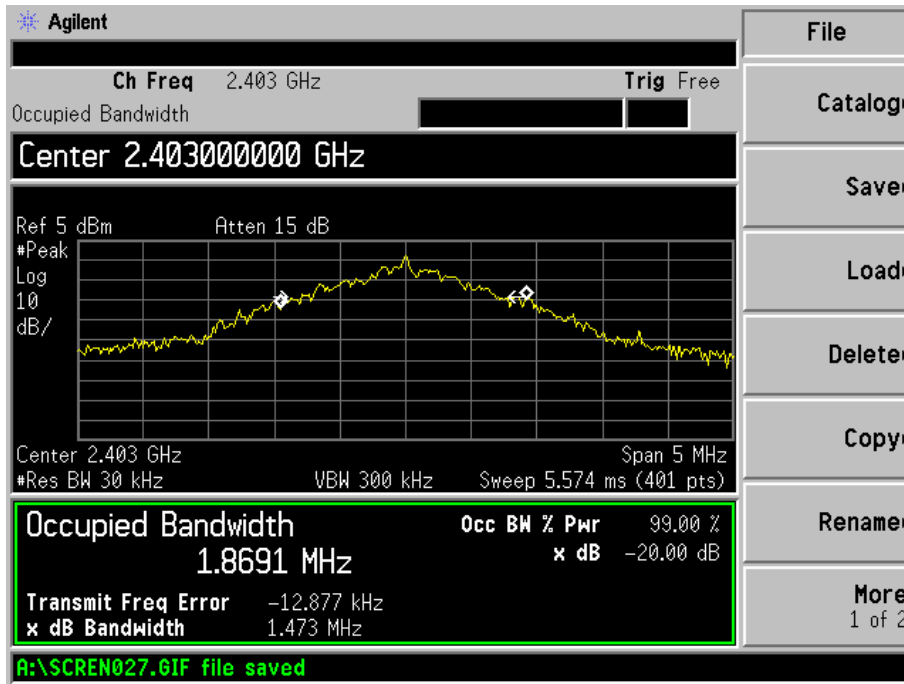 Agilent
File
Ch Freq 2.403 GHz Trig Free
Occupied Bandwidth
Center 2.403000000 GHz
Ref 5 dBm Atten 15 dB
#Peak
Log
10
dB/
Center 2.403 GHz Span 5 MHz
#Res BW 30 kHz VBW 300 kHz Sweep 5.574 ms (401 pts)
Occupied Bandwidth
1.8691 MHz
Occ BW % Pwr 99.00 %
x dB -20.00 dB
Transmit Freq Error -12.877 kHz
x dB Bandwidth 1.473 MHz
A:\SCREN027.GIF file saved
Catalog
Save
Load
Delete
Copy
Rename
More
1 of 2